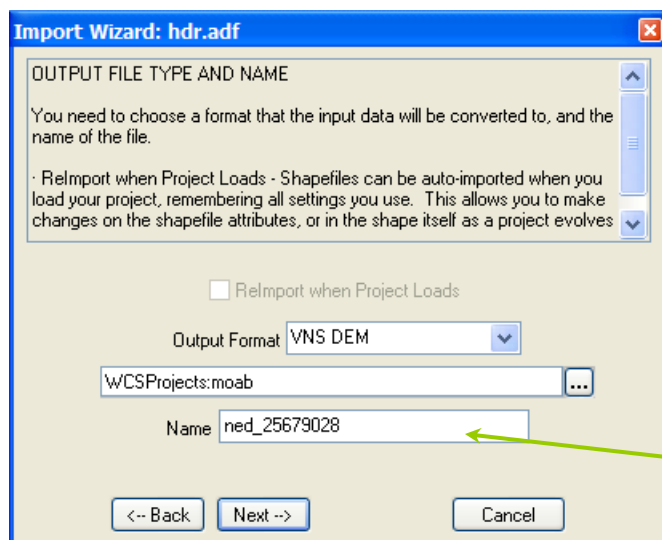 Import Wizard: hdr.adf
OUTPUT FILE TYPE AND NAME
You need to choose a format that the input data will be converted to, and the
name of the file.
· ReImport when Project Loads - Shapefiles can be auto-imported when you
load your project, remembering all settings you use.  This allows you to make
changes on the shapefile attributes, or in the shape itself as a project evolves
ReImport when Project Loads
Output Format VNS DEM
WCSProjects:moab ...
Name ned_25679028
<-- Back Next --> Cancel